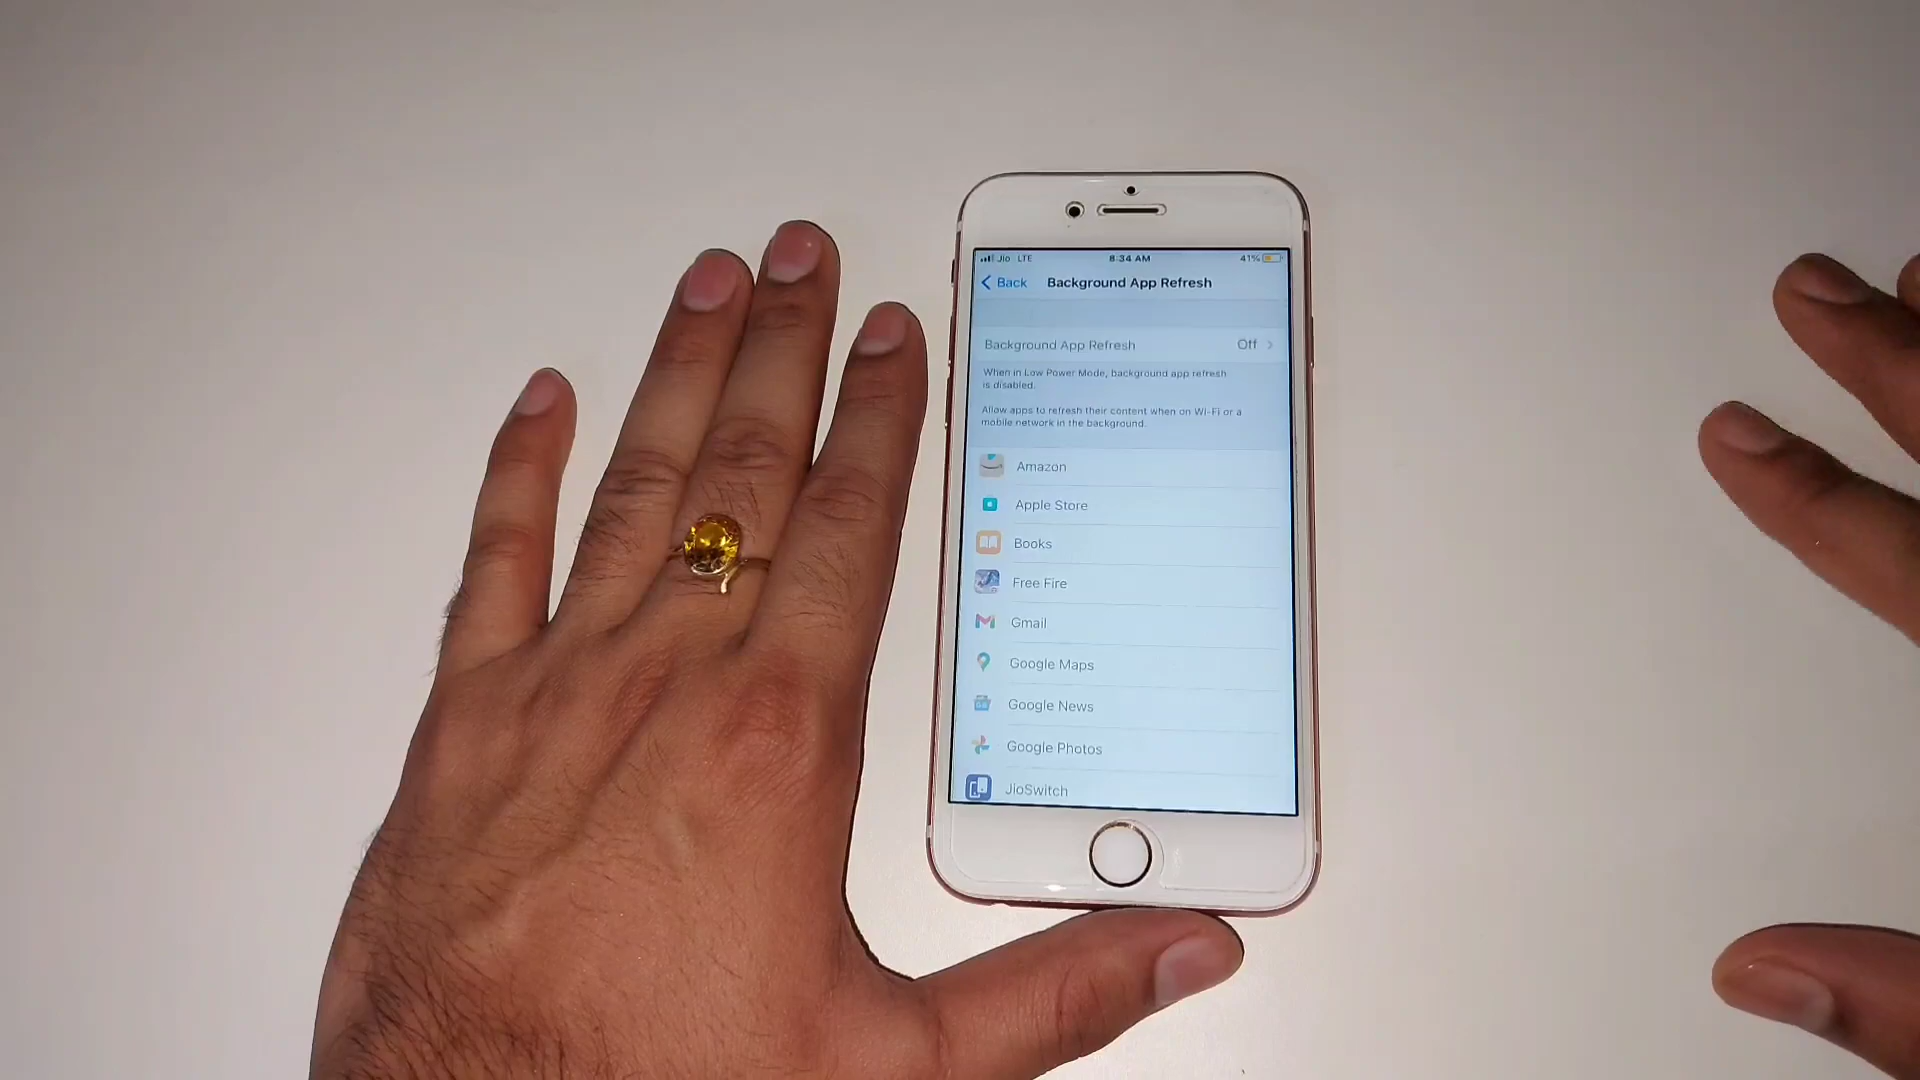 Jio LTE 8:34 AM 41%
Back Background App Refresh
Background App Refresh Off
When in Low Power Mode, background app refresh
is disabled.
Allow apps to refresh their content when on Wi-Fi or a
mobile network in the background.
Amazon
Apple Store
Books
Free Fire
Gmail
Google Maps
Google News
Google Photos
JioSwitch